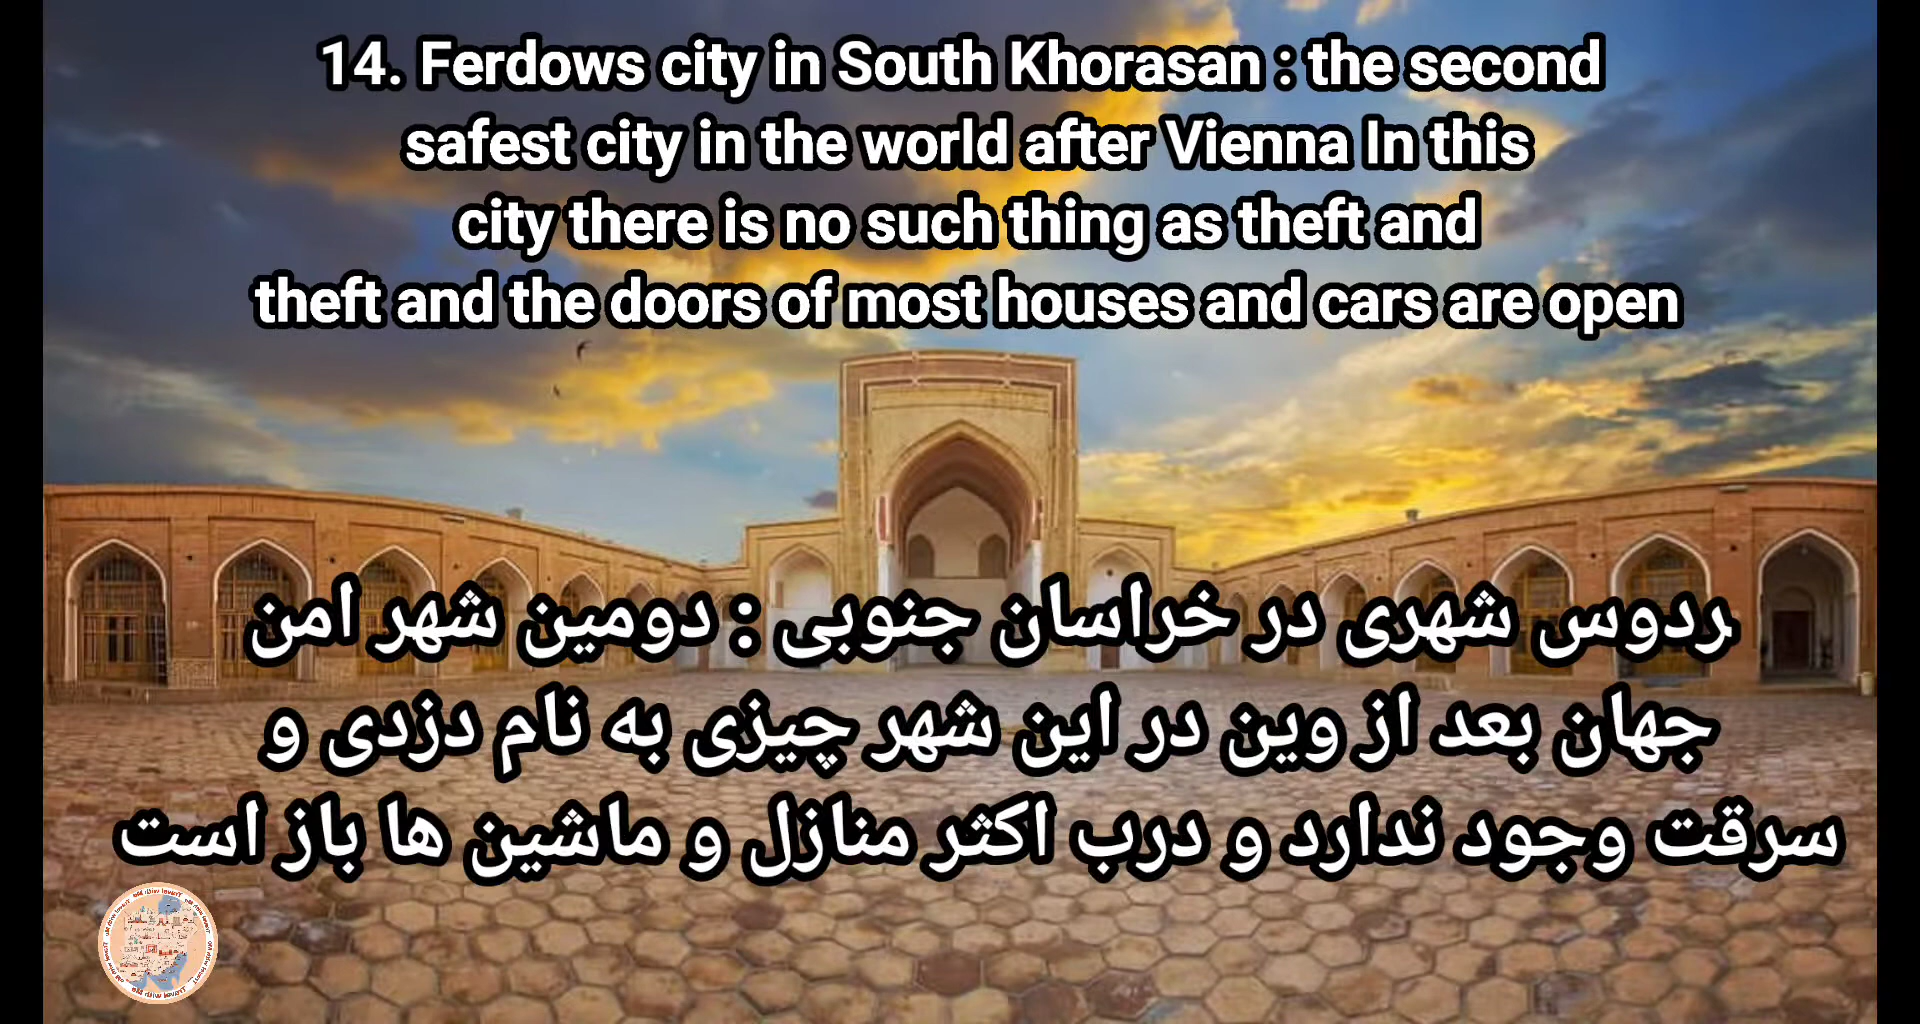 14. Ferdows city in South Khorasan : the second
safest city in the world after Vienna In this
city there is no such thing as theft and
theft and the doors of most houses and cars are open
ردوس شهری در خراسان جنوبی : دومین شهر امن
جهان بعد از وین در این شهر چیزی به نام دزدی و
سرقت وجود ندارد و درب اکثر منازل و ماشین ها باز است